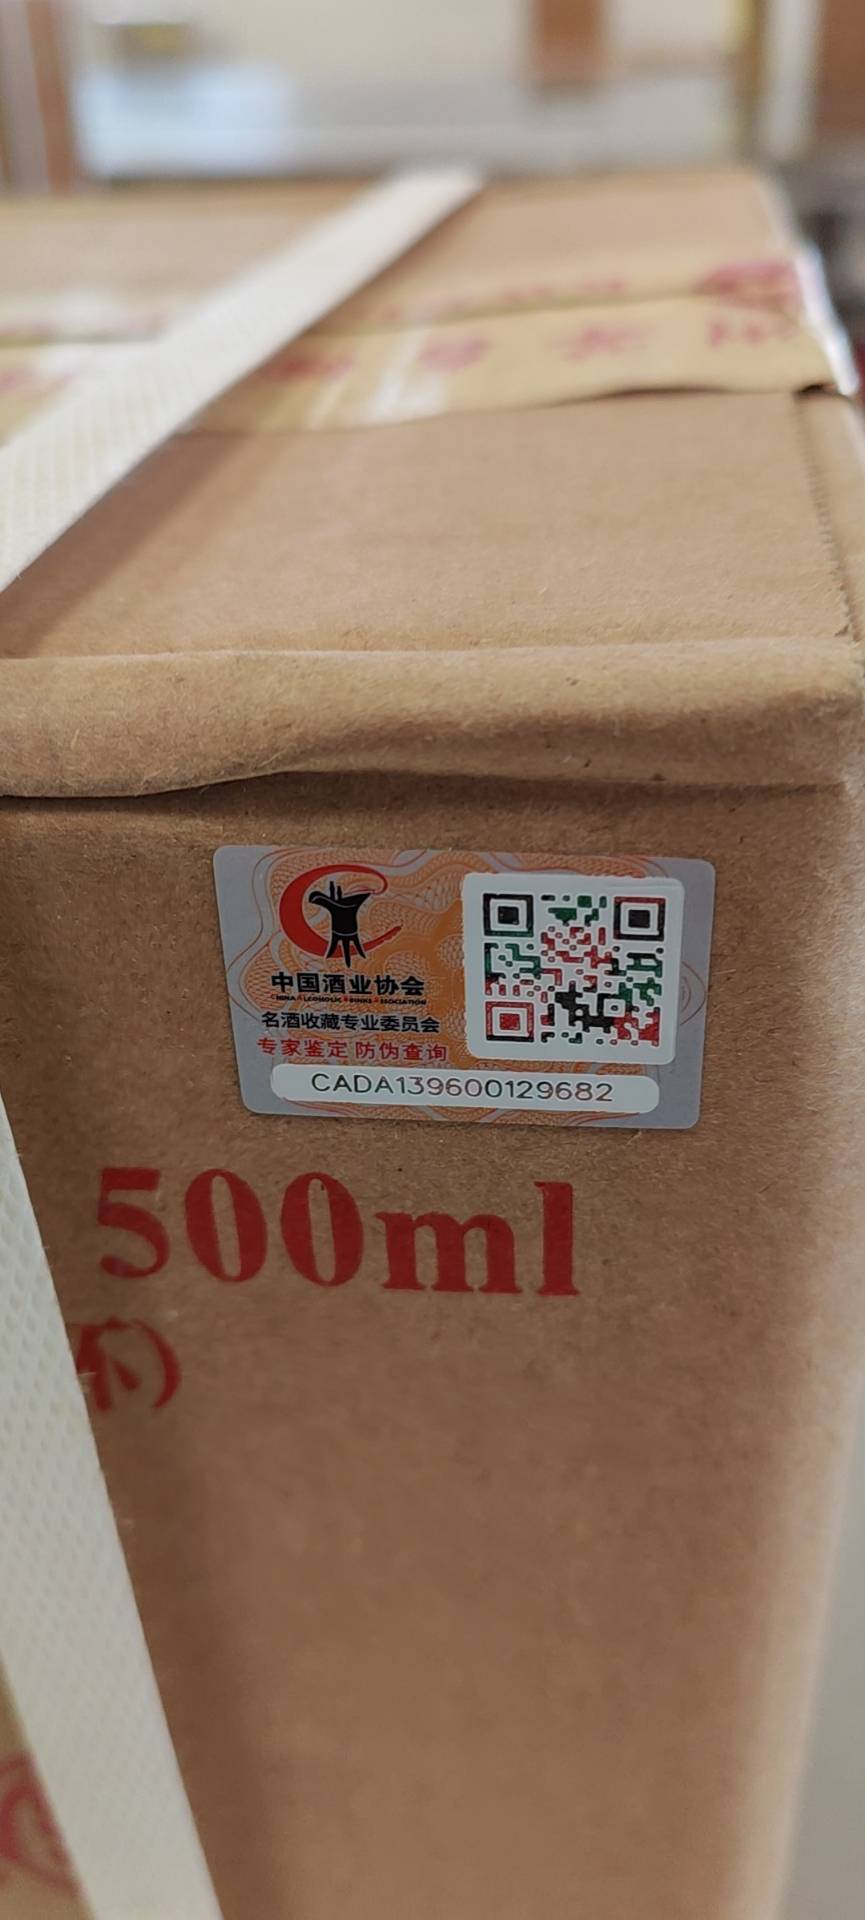 中国酒业协会
CHINA ALCOHOLIC DRINKS ASSOCIATION
名酒收藏专业委员会
专家鉴定 防伪查询
CADA139600129682
500ml